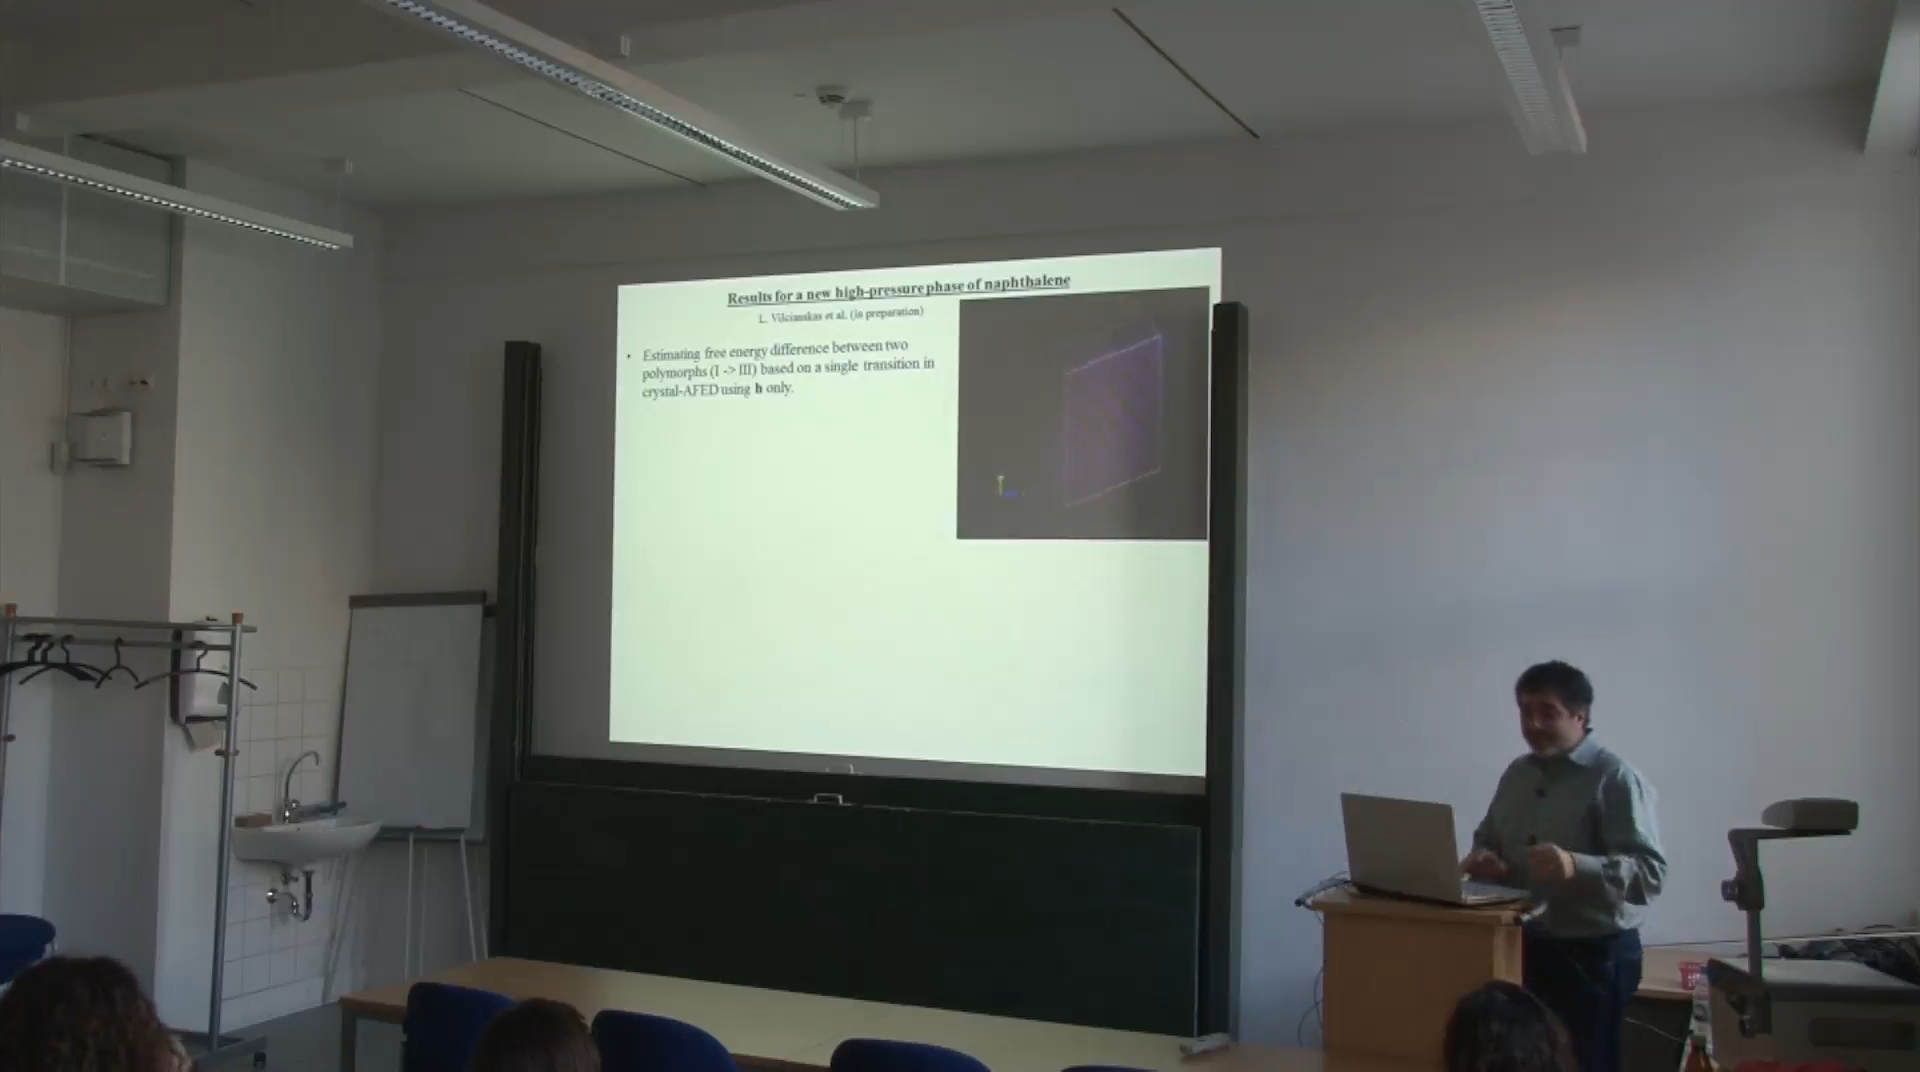 Results for a new high-pressure phase of naphthalene
L. Vilciauskas et al. (in preparation)
• Estimating free energy difference between two
polymorphs (I -> III) based on a single transition in
crystal-AFED using h only.